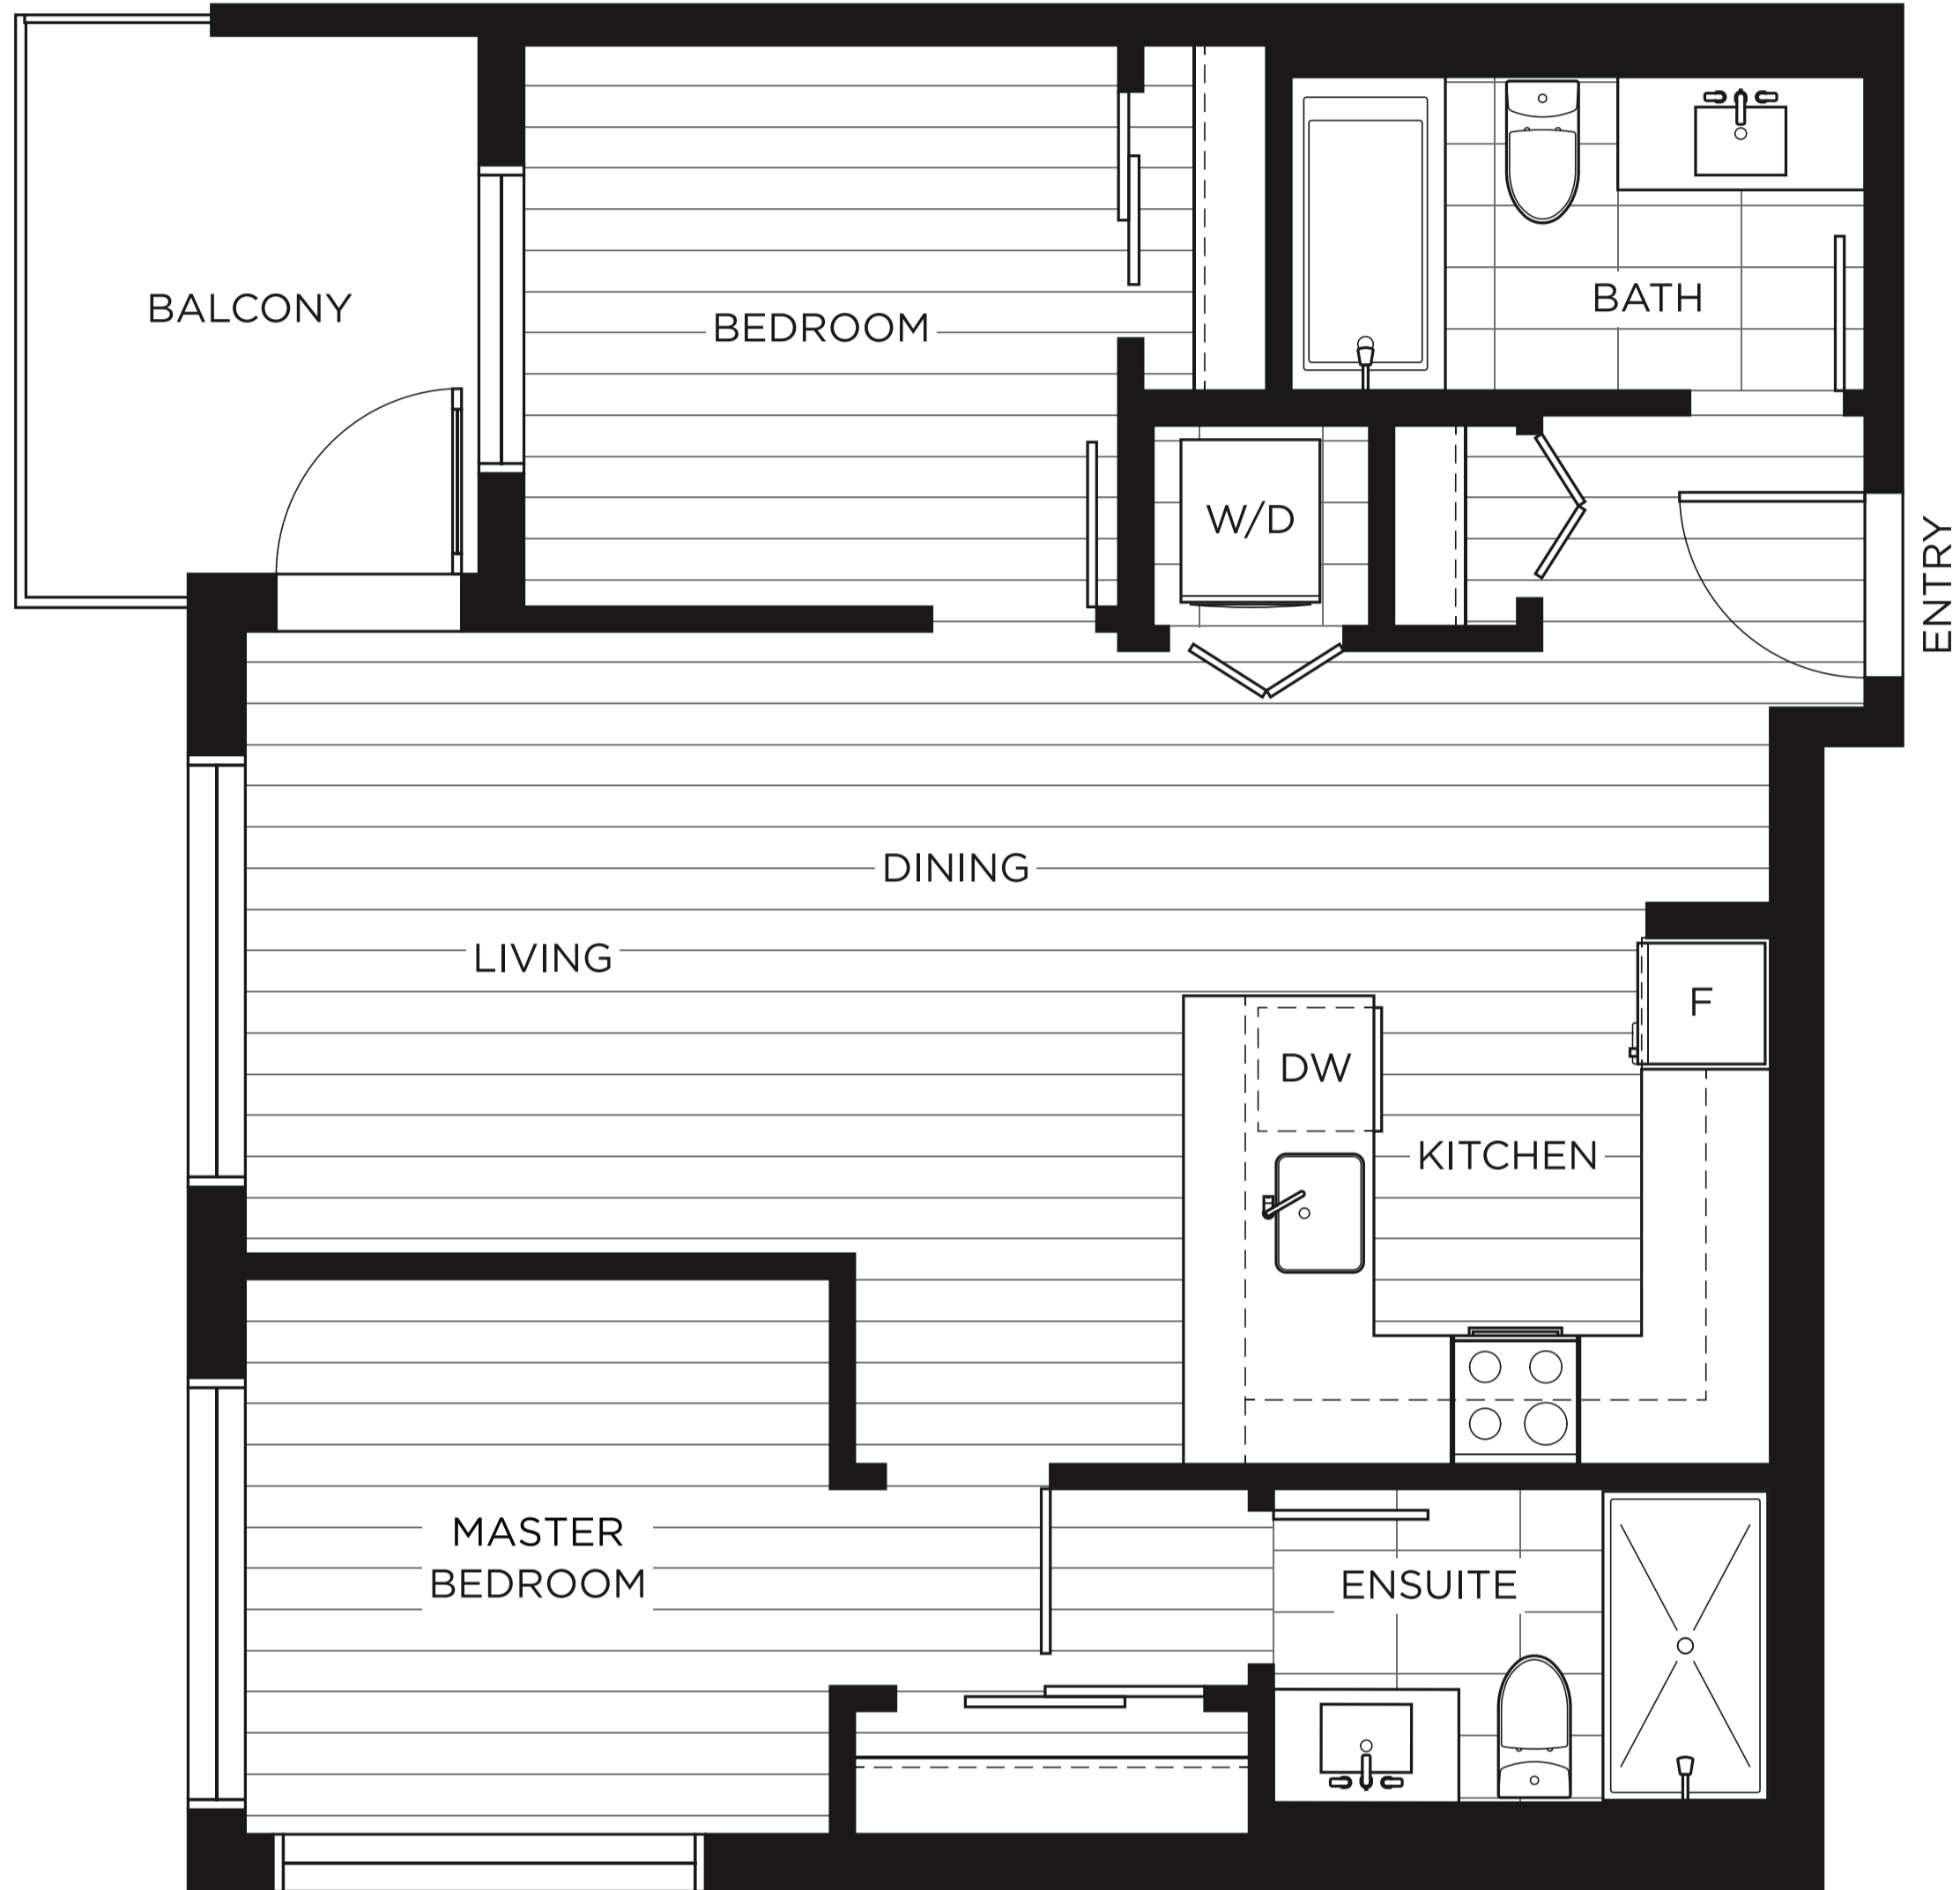 BALCONY
BEDROOM
BATH
W/D
ENTRY
DINING
LIVING
F
DW
KITCHEN
MASTER
BEDROOM
ENSUITE